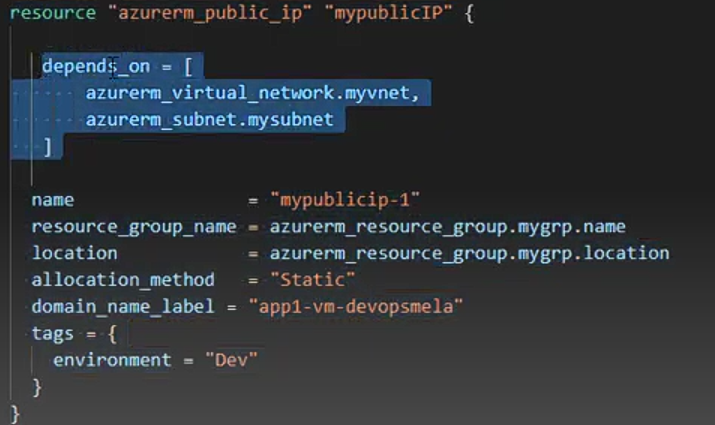 resource "azurerm_public_ip" "mypublicIP" {
depends_on = [
azurerm_virtual_network.myvnet,
azurerm_subnet.mysubnet
]
name = "mypublicip-1"
resource_group_name = azurerm_resource_group.mygrp.name
location = azurerm_resource_group.mygrp.location
allocation_method = "Static"
domain_name_label = "app1-vm-devopsmela"
tags = {
environment = "Dev"
}
}